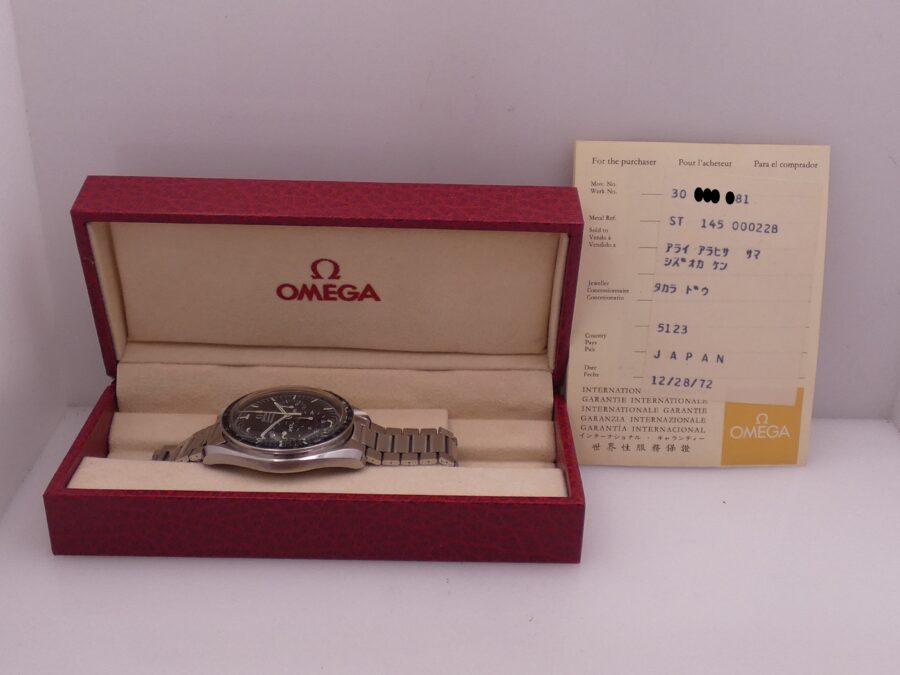 Ω
OMEGA
For the purchaser Pour l'acheteur Para el comprador
Mov. No.
Work No.
30 81
Metal Ref.
ST 145 000228
Sold to
Vendu à
Vendido a
アライ アラヒサ サマ
シズオカ ケン
Jeweller
Concessionnaire
Concesionario
タカラ ドウ
5123
Country
Pays
País
JAPAN
Date
Fecha
12/28/72
INTERNATION
GARANTIE INTERNATIONALE
INTERNATIONALE GARANTIE
GARANZIA INTERNAZIONALE
GARANTÍA INTERNACIONAL
インターナショナル・ギャランティー
世界性服務保證
Ω
OMEGA